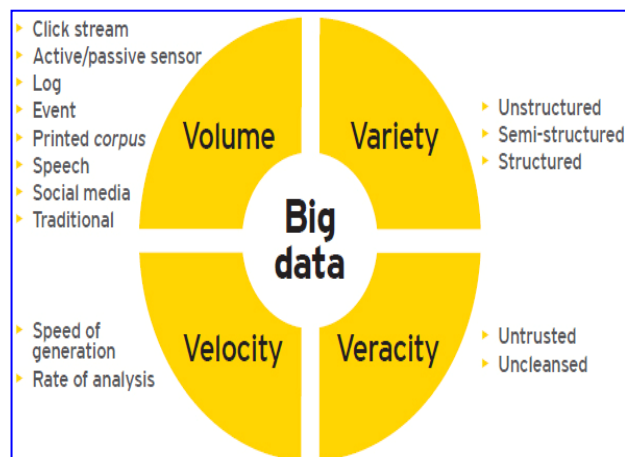 Click stream
Active/passive sensor
Log
Event
Printed corpus
Speech
Social media
Traditional
Volume
Variety
Unstructured
Semi-structured
Structured
Big
data
Speed of
generation
Rate of analysis
Velocity
Veracity
Untrusted
Uncleansed